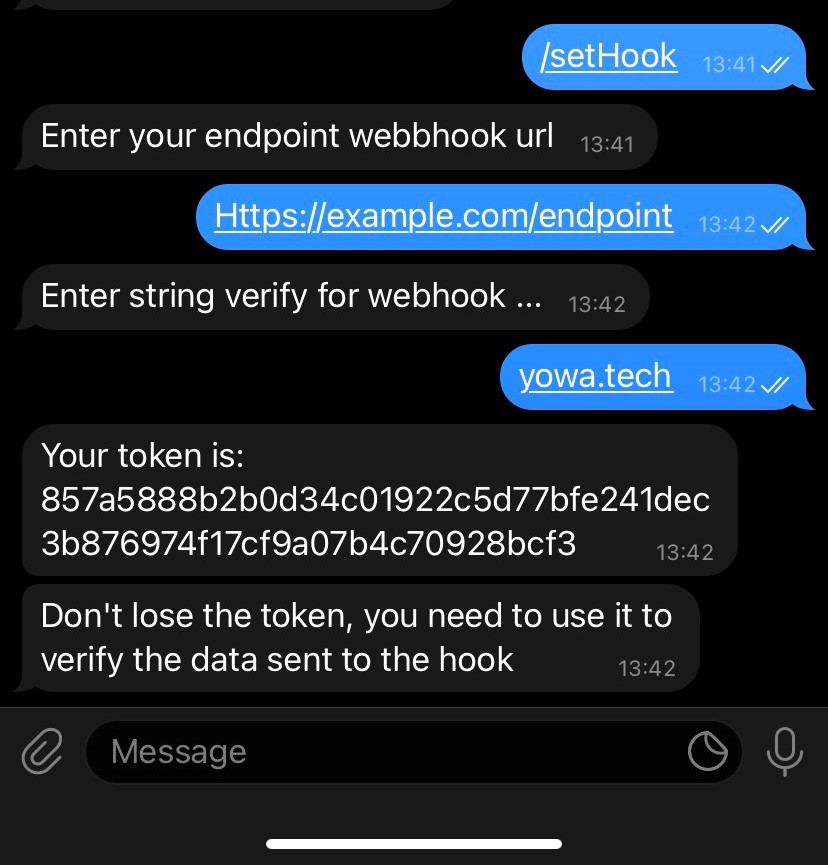 /setHook 13:41
Enter your endpoint webbhook url 13:41
Https://example.com/endpoint 13:42
Enter string verify for webhook ... 13:42
yowa.tech 13:42
Your token is:
857a5888b2b0d34c01922c5d77bfe241dec
3b876974f17cf9a07b4c70928bcf3 13:42
Don't lose the token, you need to use it to
verify the data sent to the hook 13:42
Message